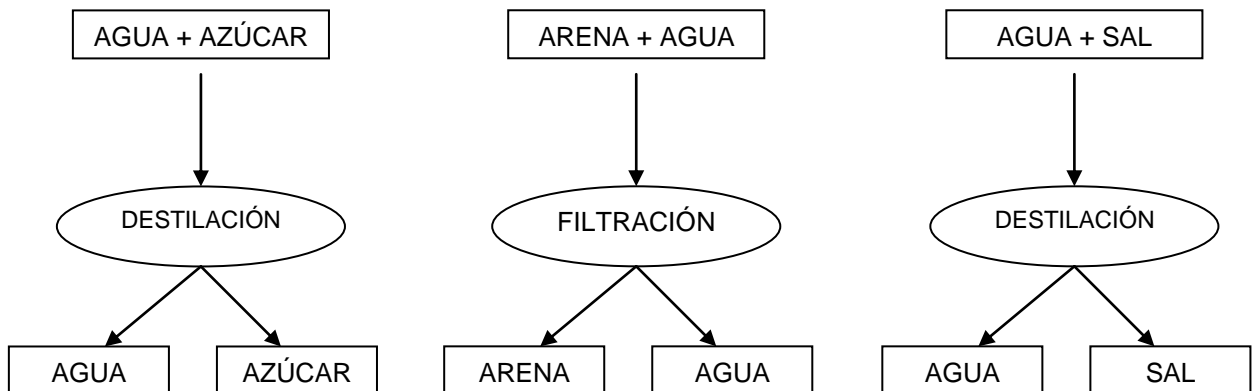 AGUA + AZÚCAR
ARENA + AGUA
AGUA + SAL
DESTILACIÓN
FILTRACIÓN
DESTILACIÓN
AGUA
AZÚCAR
ARENA
AGUA
AGUA
SAL